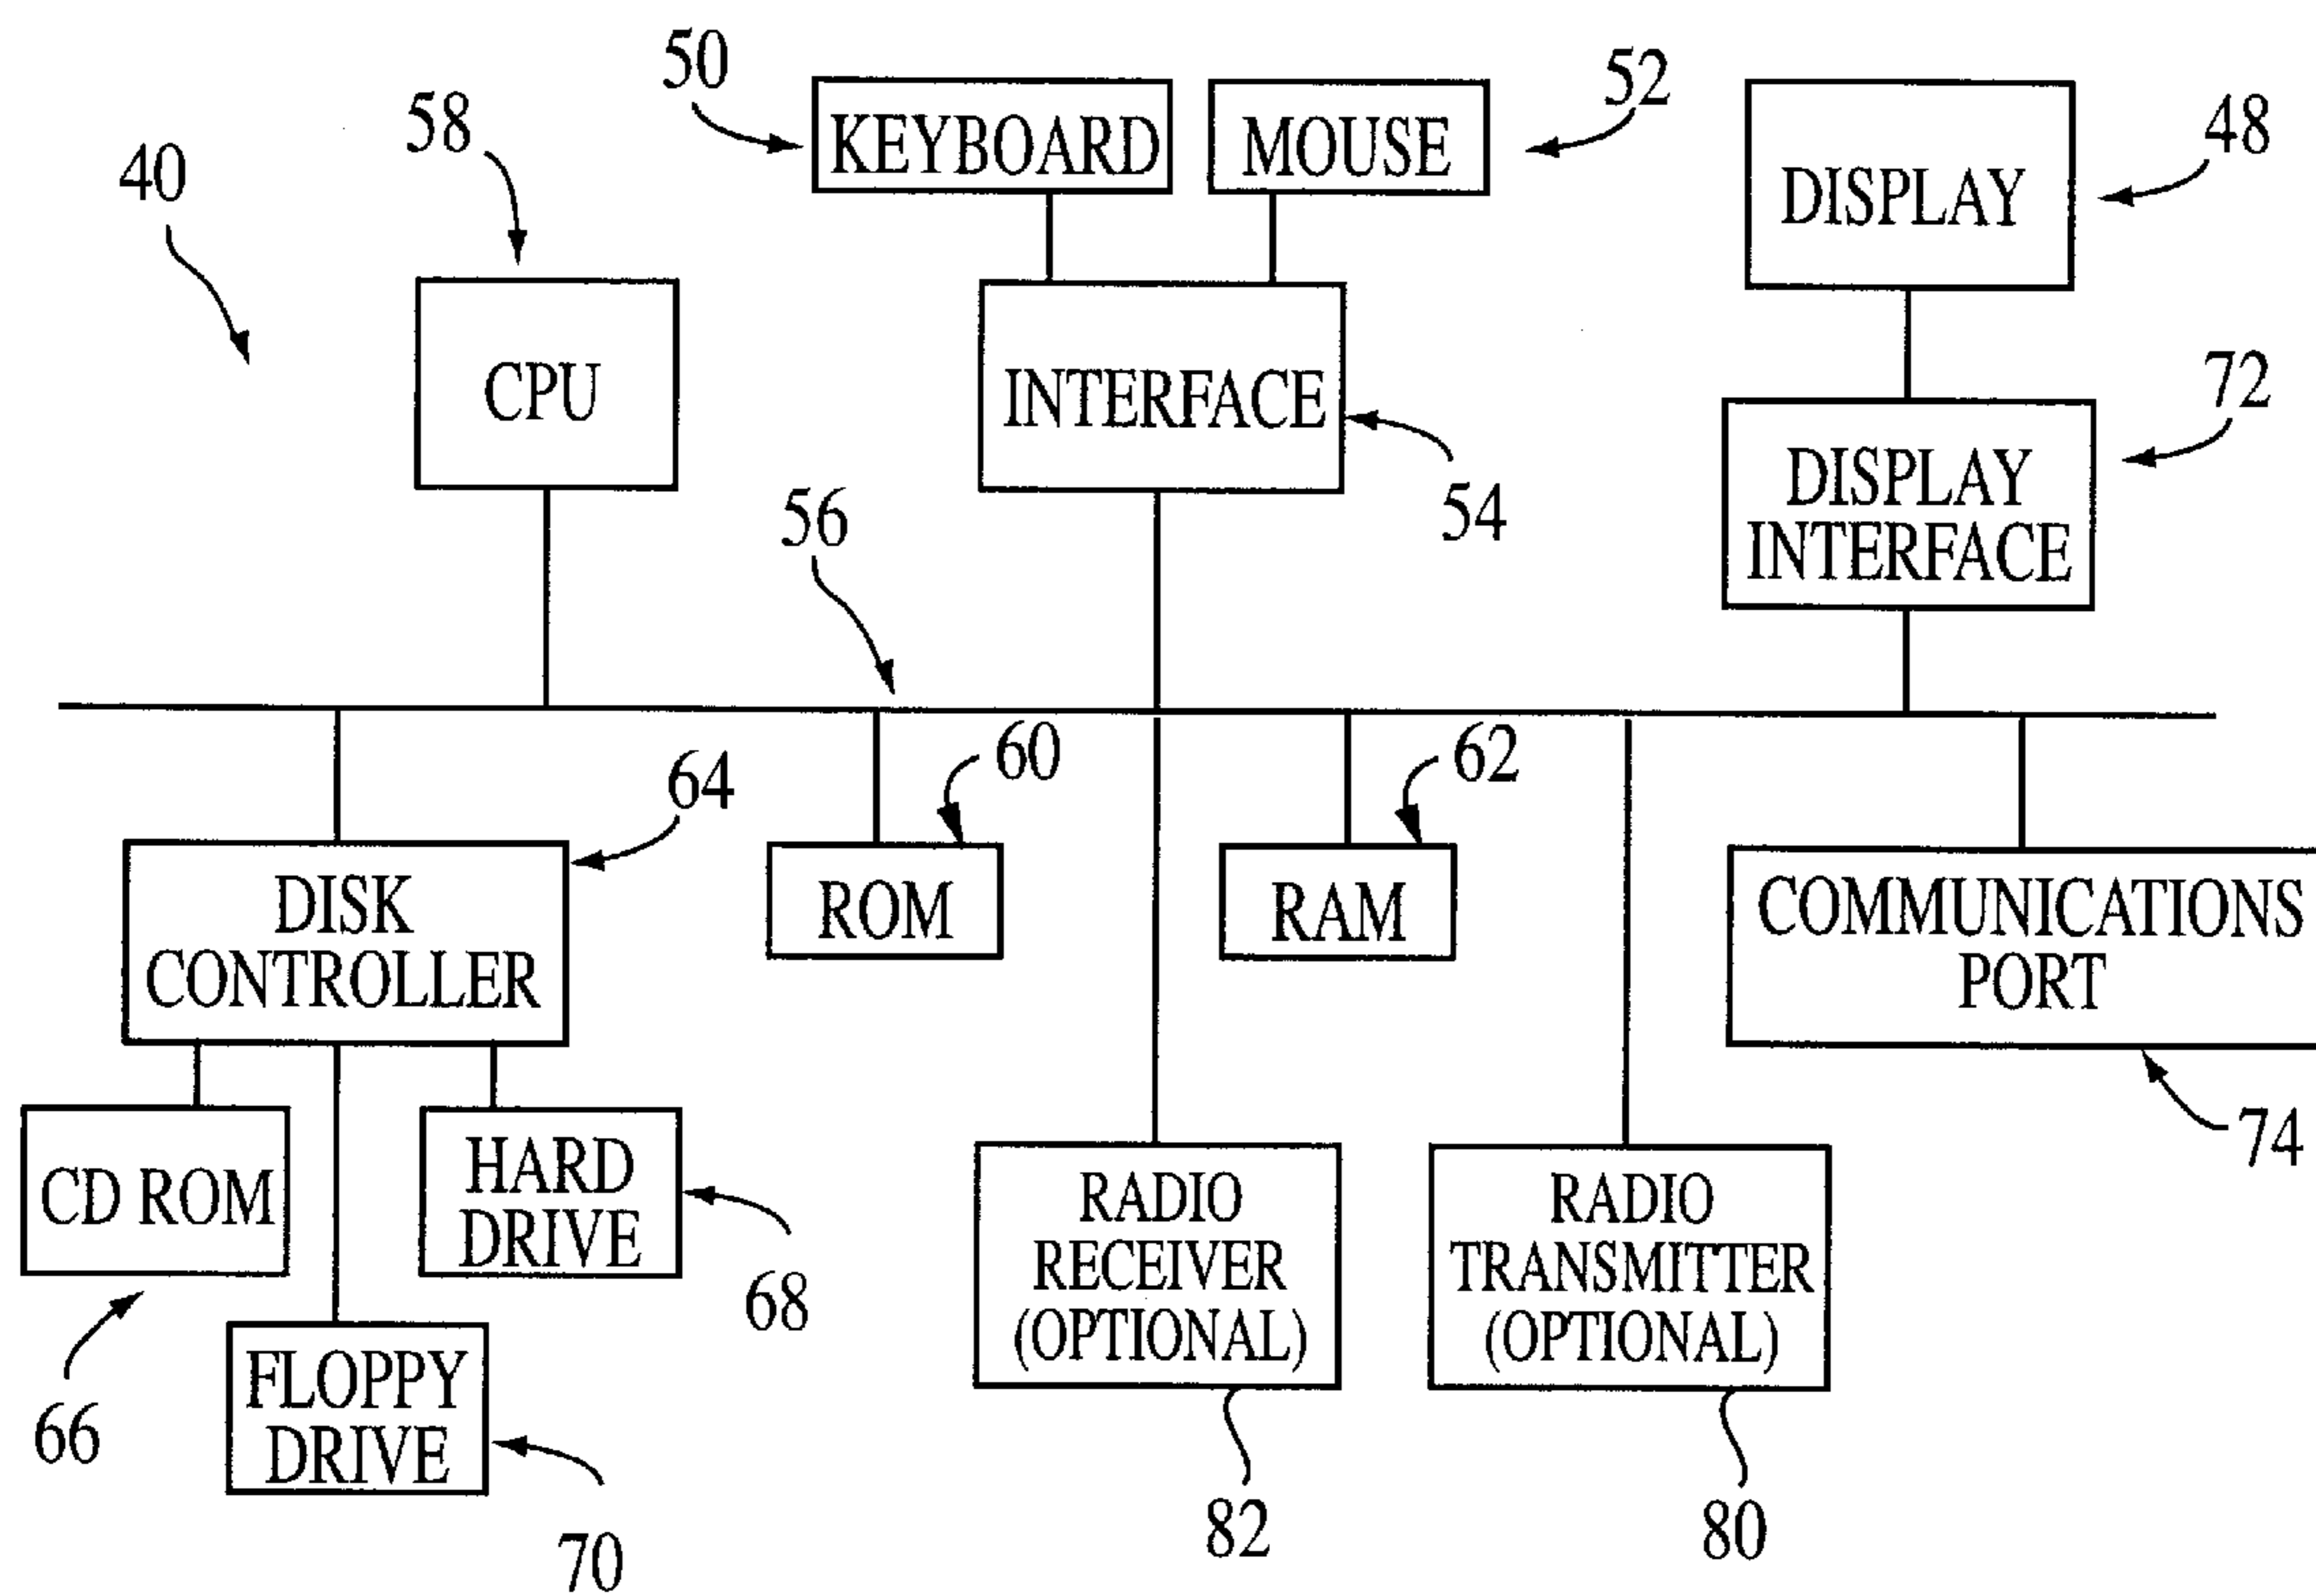 50
KEYBOARD
MOUSE
52
48
58
40
DISPLAY
CPU
INTERFACE
72
DISPLAY
INTERFACE
54
56
60
62
64
DISK
CONTROLLER
ROM
RAM
COMMUNICATIONS
PORT
74
CD ROM
HARD
DRIVE
68
RADIO
RECEIVER
(OPTIONAL)
RADIO
TRANSMITTER
(OPTIONAL)
66
FLOPPY
DRIVE
70
82
80